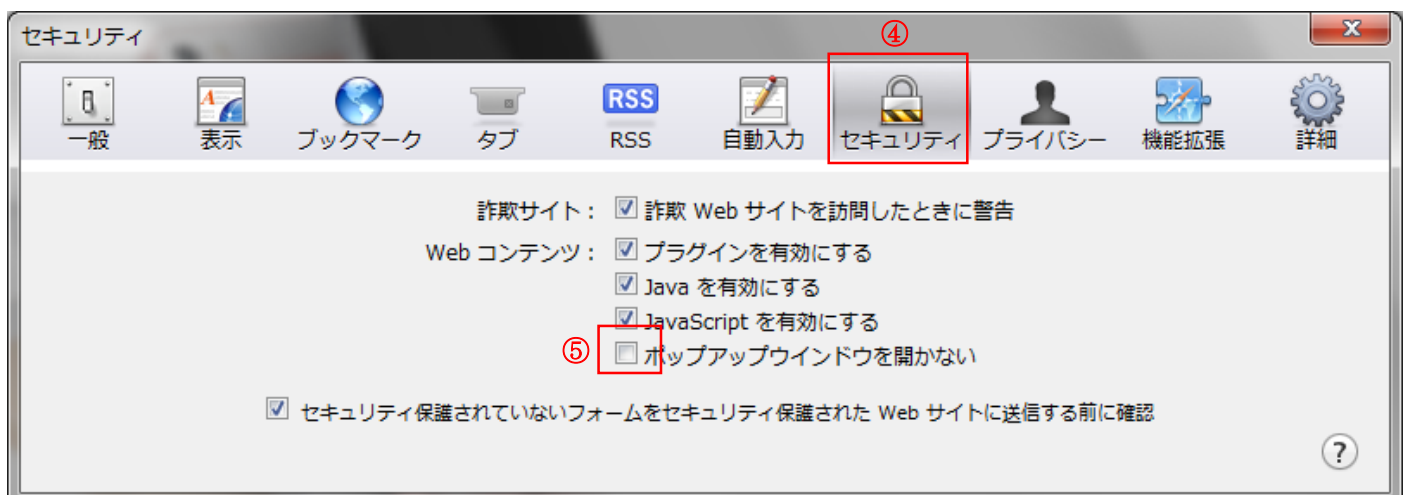 セキュリティ
④
一般 表示 ブックマーク タブ RSS RSS 自動入力 セキュリティ プライバシー 機能拡張 詳細
詐欺サイト： 詐欺 Web サイトを訪問したときに警告
Web コンテンツ： プラグインを有効にする
Java を有効にする
JavaScript を有効にする
⑤ ポップアップウインドウを開かない
セキュリティ保護されていないフォームをセキュリティ保護された Web サイトに送信する前に確認
?